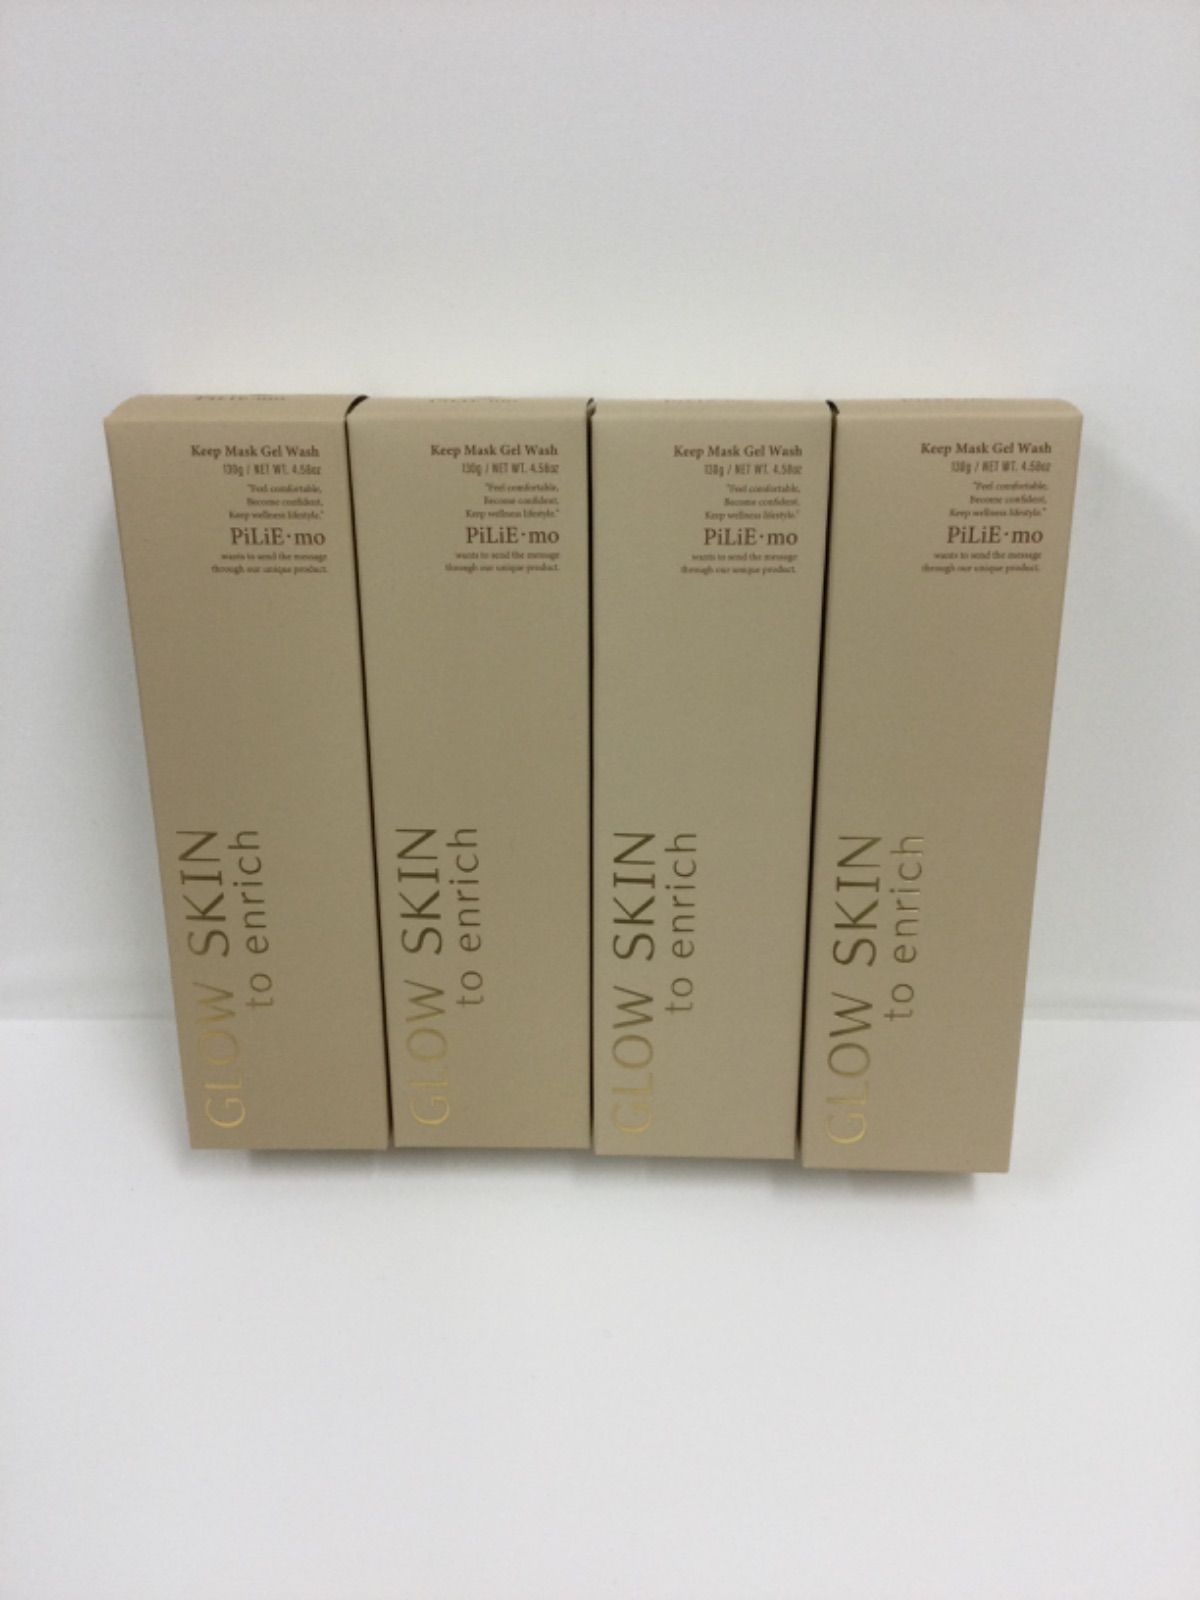 PiLiE·mo
PiLiE·mo
Keep Mask Gel Wash
130g / NET WT. 4.58oz
"Feel comfortable,
Become confident,
Keep wellness lifestyle."
PiLiE·mo
wants to send the message
through our unique product.
GLOW SKIN
to enrich
Keep Mask Gel Wash
130g / NET WT. 4.58oz
"Feel comfortable,
Become confident,
Keep wellness lifestyle."
PiLiE·mo
wants to send the message
through our unique product.
GLOW SKIN
to enrich
Keep Mask Gel Wash
130g / NET WT. 4.58oz
"Feel comfortable,
Become confident,
Keep wellness lifestyle."
PiLiE·mo
wants to send the message
through our unique product.
GLOW SKIN
to enrich
Keep Mask Gel Wash
130g / NET WT. 4.58oz
"Feel comfortable,
Become confident,
Keep wellness lifestyle."
PiLiE·mo
wants to send the message
through our unique product.
GLOW SKIN
to enrich